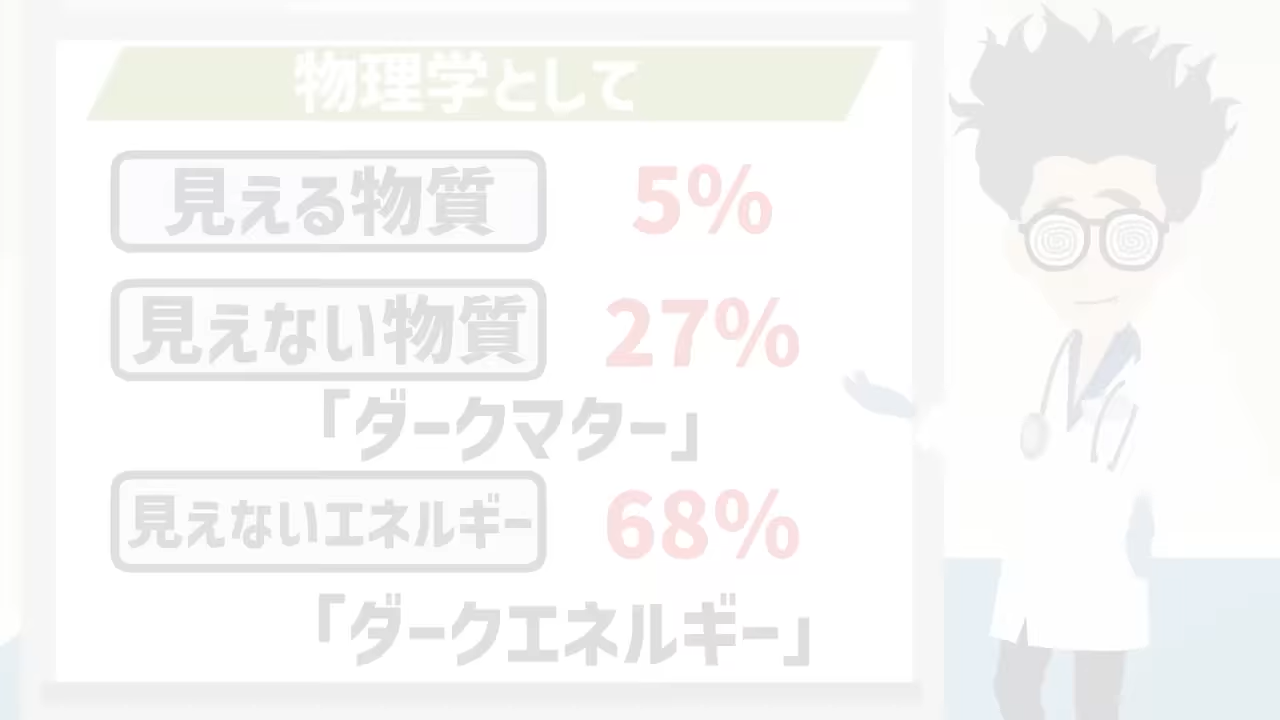 物理学として
見える物質 5%
見えない物質 27%
「ダークマター」
見えないエネルギー 68%
「ダークエネルギー」